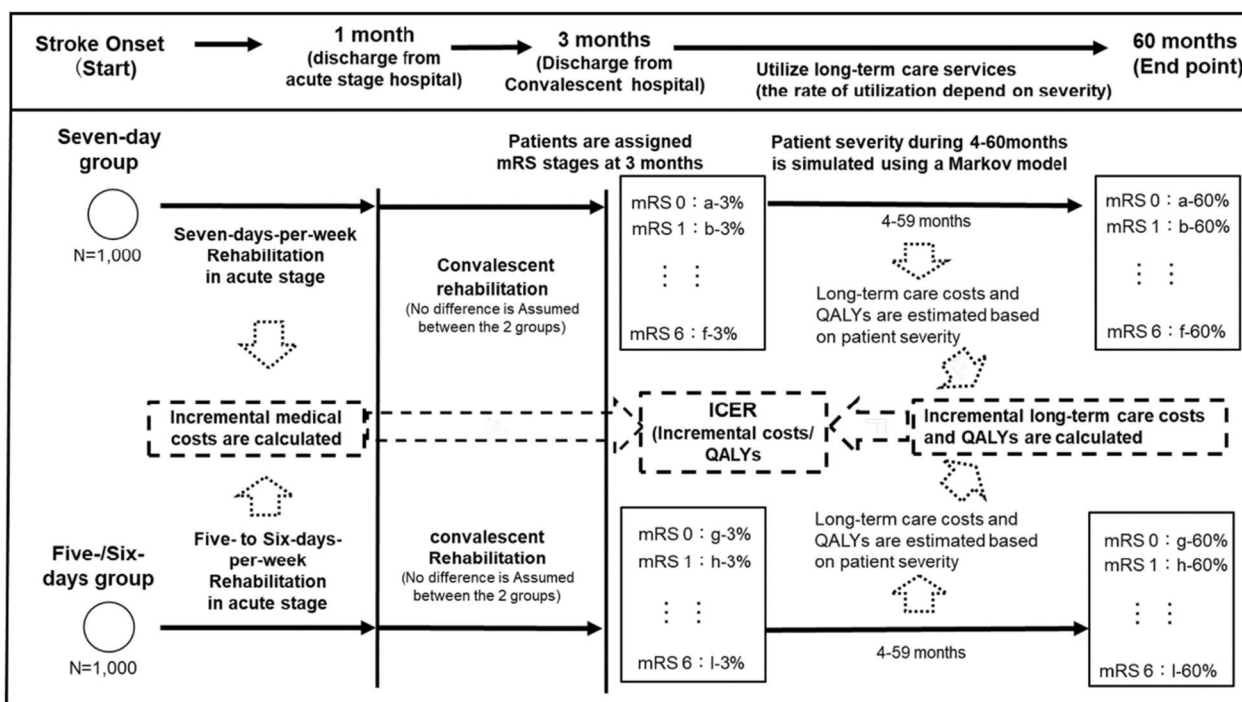 Stroke Onset
(Start)
1 month
(discharge from
acute stage hospital)
3 months
(Discharge from
Convalescent hospital)
Utilize long-term care services
(the rate of utilization depend on severity)
60 months
(End point)
Seven-day
group
N=1,000
Seven-days-per-week
Rehabilitation
in acute stage
Convalescent
rehabilitation
(No difference is Assumed
between the 2 groups)
Patients are assigned
mRS stages at 3 months
mRS 0：a-3%
mRS 1：b-3%
⋮ ⋮
mRS 6：f-3%
Patient severity during 4-60months
is simulated using a Markov model
4-59 months
Long-term care costs and
QALYs are estimated based
on patient severity
mRS 0：a-60%
mRS 1：b-60%
⋮ ⋮
mRS 6：f-60%
Incremental medical
costs are calculated
ICER
(Incremental costs/
QALYs
Incremental long-term care costs
and QALYs are calculated
Five-/Six-
days group
N=1,000
Five- to Six-days-
per-week
Rehabilitation
in acute stage
convalescent
Rehabilitation
(No difference is Assumed
between the 2 groups)
mRS 0：g-3%
mRS 1：h-3%
⋮ ⋮
mRS 6：l-3%
Long-term care costs and
QALYs are estimated based
on patient severity
4-59 months
mRS 0：g-60%
mRS 1：h-60%
⋮ ⋮
mRS 6：l-60%